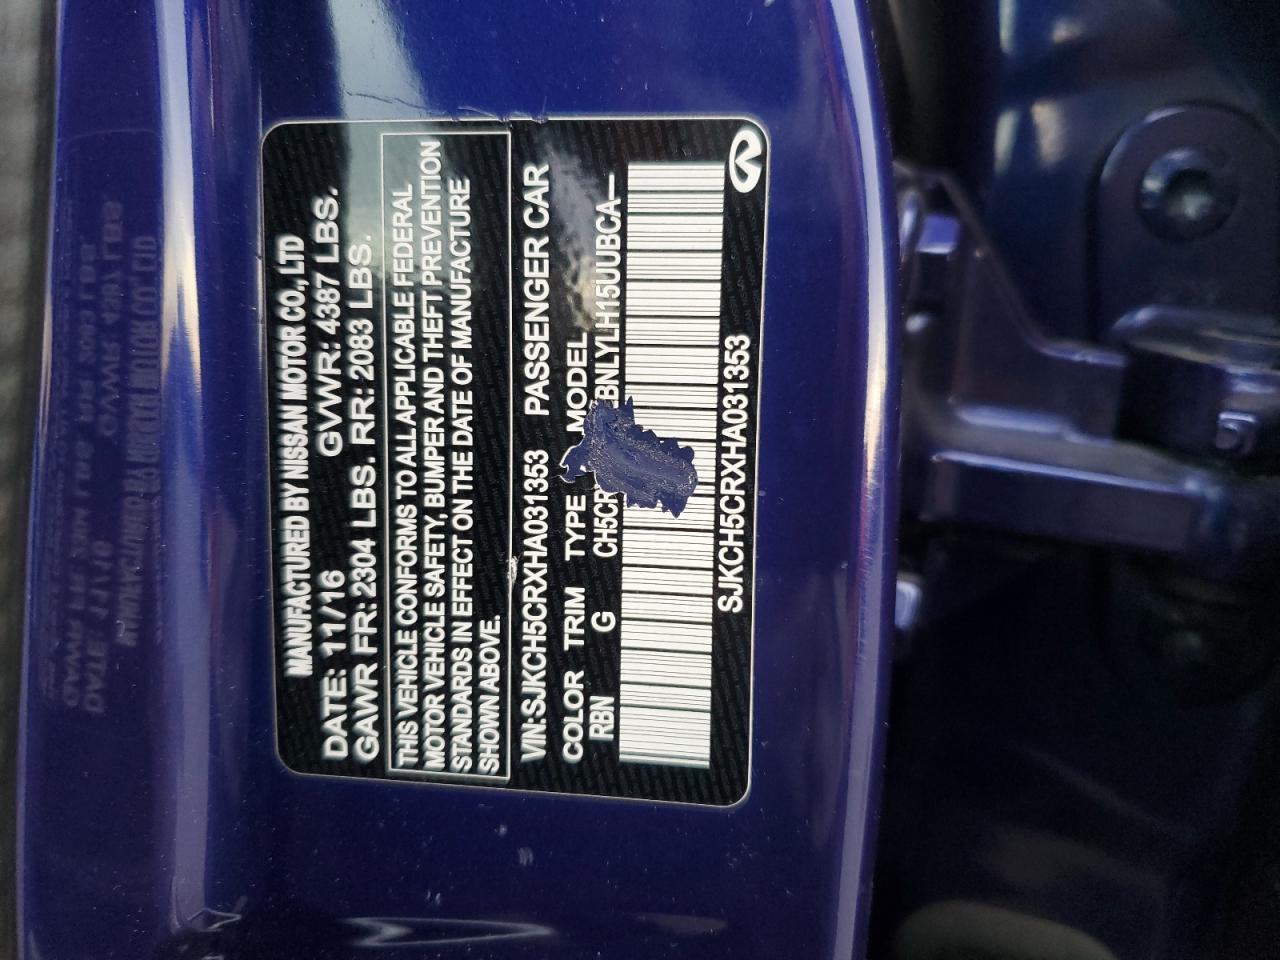 MANUFACTURED BY NISSAN MOTOR CO., LTD
DATE: 11/16 GVWR: 4387 LBS.
GAWR FR: 2304 LBS. RR: 2083 LBS.
THIS VEHICLE CONFORMS TO ALL APPLICABLE FEDERAL
MOTOR VEHICLE SAFETY, BUMPER AND THEFT PREVENTION
STANDARDS IN EFFECT ON THE DATE OF MANUFACTURE
SHOWN ABOVE.
VIN:SJKCH5CRXHA031353 PASSENGER CAR
COLOR TRIM TYPE MODEL
RBN G CH5CR BNLYLH15UUBCA—
SJKCH5CRXHA031353